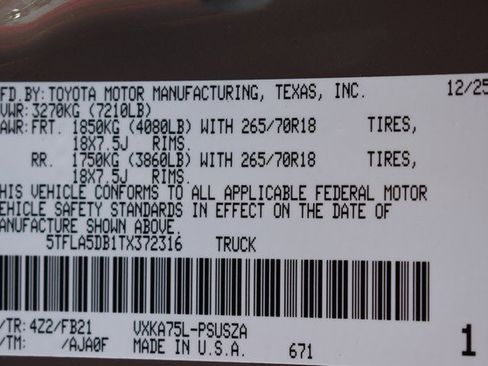 FD. BY: TOYOTA MOTOR MANUFACTURING, TEXAS, INC. 12/25
VWR: 3270KG (7210LB)
AWR: FRT. 1850KG (4080LB) WITH 265/70R18 TIRES,
18X7.5J RIMS.
RR. 1750KG (3860LB) WITH 265/70R18 TIRES,
18X7.5J RIMS.
HIS VEHICLE CONFORMS TO ALL APPLICABLE FEDERAL MOTOR
EHICLE SAFETY STANDARDS IN EFFECT ON THE DATE OF
ANUFACTURE SHOWN ABOVE.
5TFLA5DB1TX372316 TRUCK
/TR: 4Z2/FB21 VXKA75L-PSUSZA
/TM: /AJA0F MADE IN U.S.A. 671 1